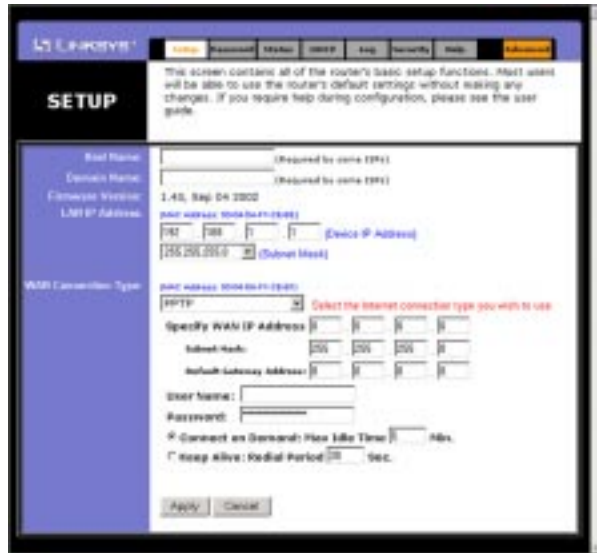 LINKSYS
Setup Password Status DHCP Log Security Help Advanced
SETUP
This screen contains all of the router's basic setup functions. Most users
will be able to use the router's default settings without making any
changes. If you require help during configuration, please see the user
guide.
Host Name: (Required by some ISPs)
Domain Name: (Required by some ISPs)
Firmware Version: 1.43, Sep 04 2002
LAN IP Address: (MAC Address:
192 . 168 . 1 . 1 (Device IP Address)
255.255.255.0 (Subnet Mask)
WAN Connection Type: (MAC Address:
PPTP Select the Internet connection type you wish to use
Specify WAN IP Address 0 . 0 . 0 . 0
Subnet Mask: 255 . 255 . 255 . 0
Default Gateway Address: 0 . 0 . 0 . 0
User Name:
Password:
Connect on Demand: Max Idle Time Min.
Keep Alive: Redial Period Sec.
Apply Cancel